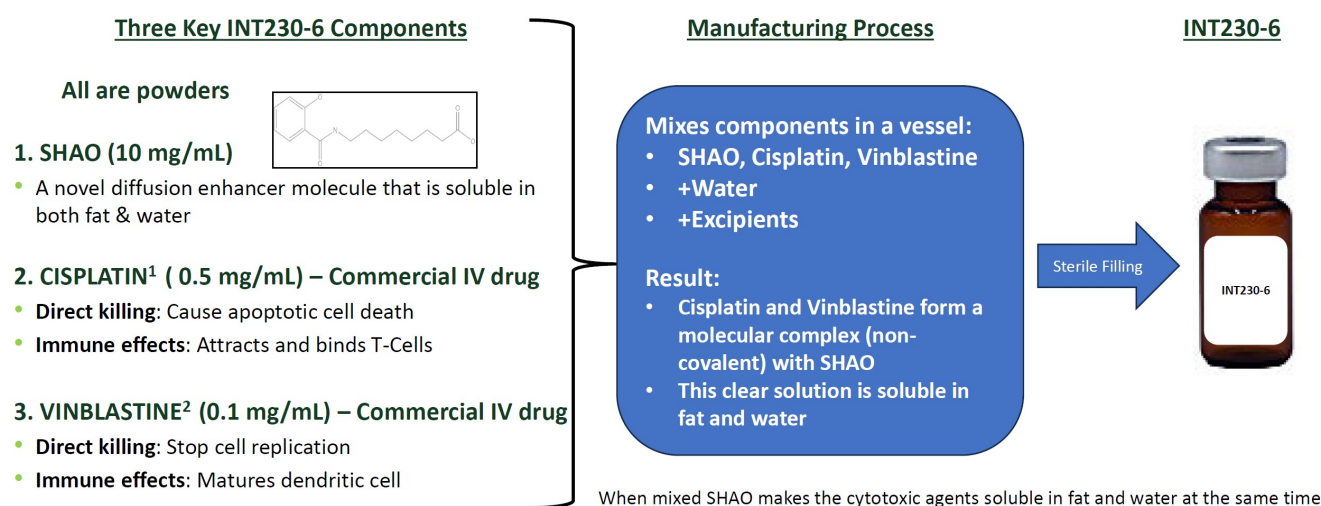 Three Key INT230-6 Components
All are powders
O
N
O
O
O
1. SHAO (10 mg/mL)
• A novel diffusion enhancer molecule that is soluble in
both fat & water
2. CISPLATIN¹ ( 0.5 mg/mL) – Commercial IV drug
• Direct killing: Cause apoptotic cell death
• Immune effects: Attracts and binds T-Cells
3. VINBLASTINE² (0.1 mg/mL) – Commercial IV drug
• Direct killing: Stop cell replication
• Immune effects: Matures dendritic cell
Manufacturing Process
Mixes components in a vessel:
• SHAO, Cisplatin, Vinblastine
• +Water
• +Excipients
Result:
• Cisplatin and Vinblastine form a
molecular complex (non-
covalent) with SHAO
• This clear solution is soluble in
fat and water
Sterile Filling
INT230-6
INT230-6
When mixed SHAO makes the cytotoxic agents soluble in fat and water at the same time